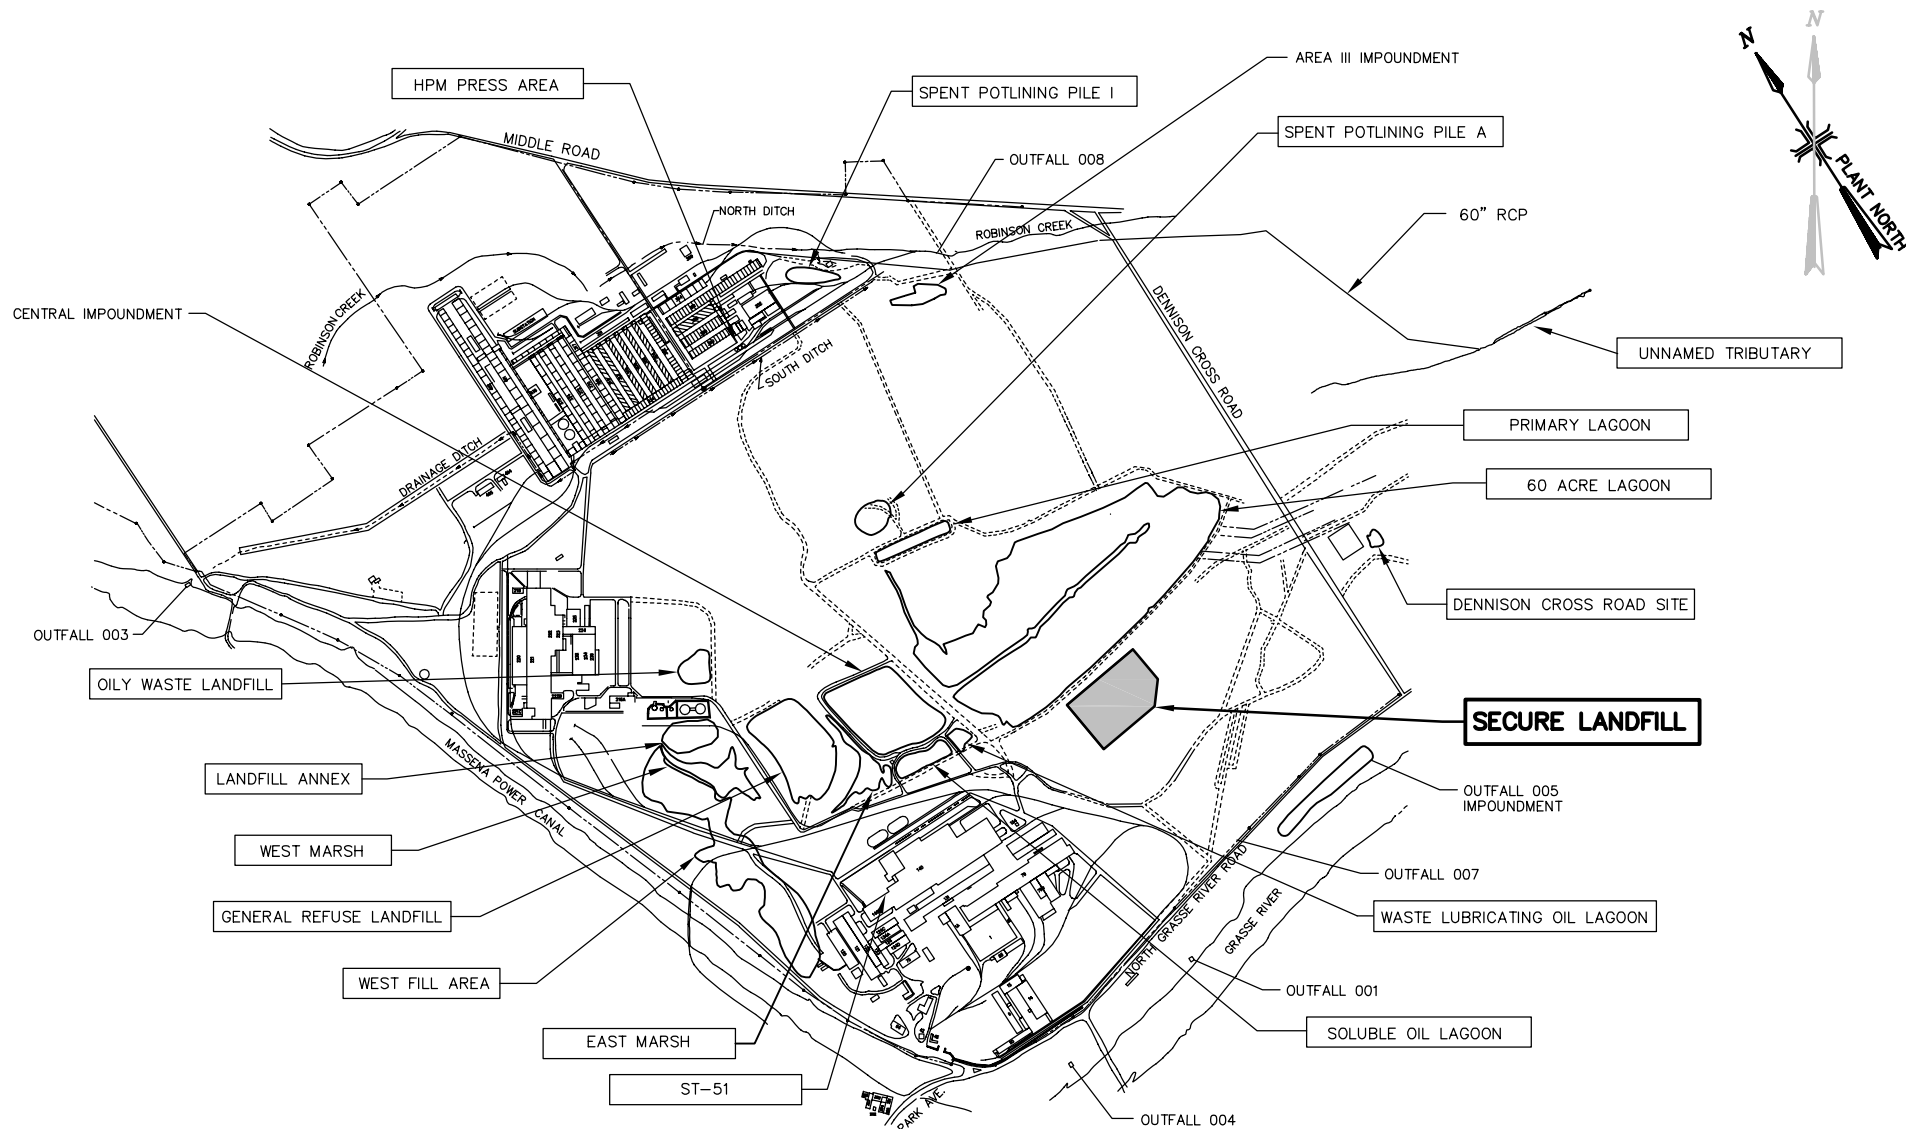 N
N
PLANT NORTH
AREA III IMPOUNDMENT
HPM PRESS AREA
SPENT POTLINING PILE I
SPENT POTLINING PILE A
MIDDLE ROAD
OUTFALL 008
NORTH DITCH
60" RCP
ROBINSON CREEK
ROBINSON CREEK
CENTRAL IMPOUNDMENT
DENNISON CROSS ROAD
UNNAMED TRIBUTARY
SOUTH DITCH
PRIMARY LAGOON
DRAINAGE DITCH
60 ACRE LAGOON
DENNISON CROSS ROAD SITE
OUTFALL 003
OILY WASTE LANDFILL
SECURE LANDFILL
LANDFILL ANNEX
MASSENA POWER CANAL
OUTFALL 005
IMPOUNDMENT
WEST MARSH
OUTFALL 007
GENERAL REFUSE LANDFILL
WASTE LUBRICATING OIL LAGOON
NORTH GRASSE RIVER ROAD
GRASSE RIVER
WEST FILL AREA
OUTFALL 001
EAST MARSH
SOLUBLE OIL LAGOON
ST-51
PARK AVE.
OUTFALL 004